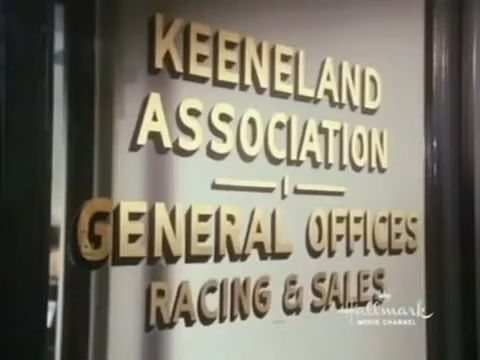 KEENELAND
ASSOCIATION
GENERAL OFFICES
RACING & SALES
Hallmark
MOVIE CHANNEL